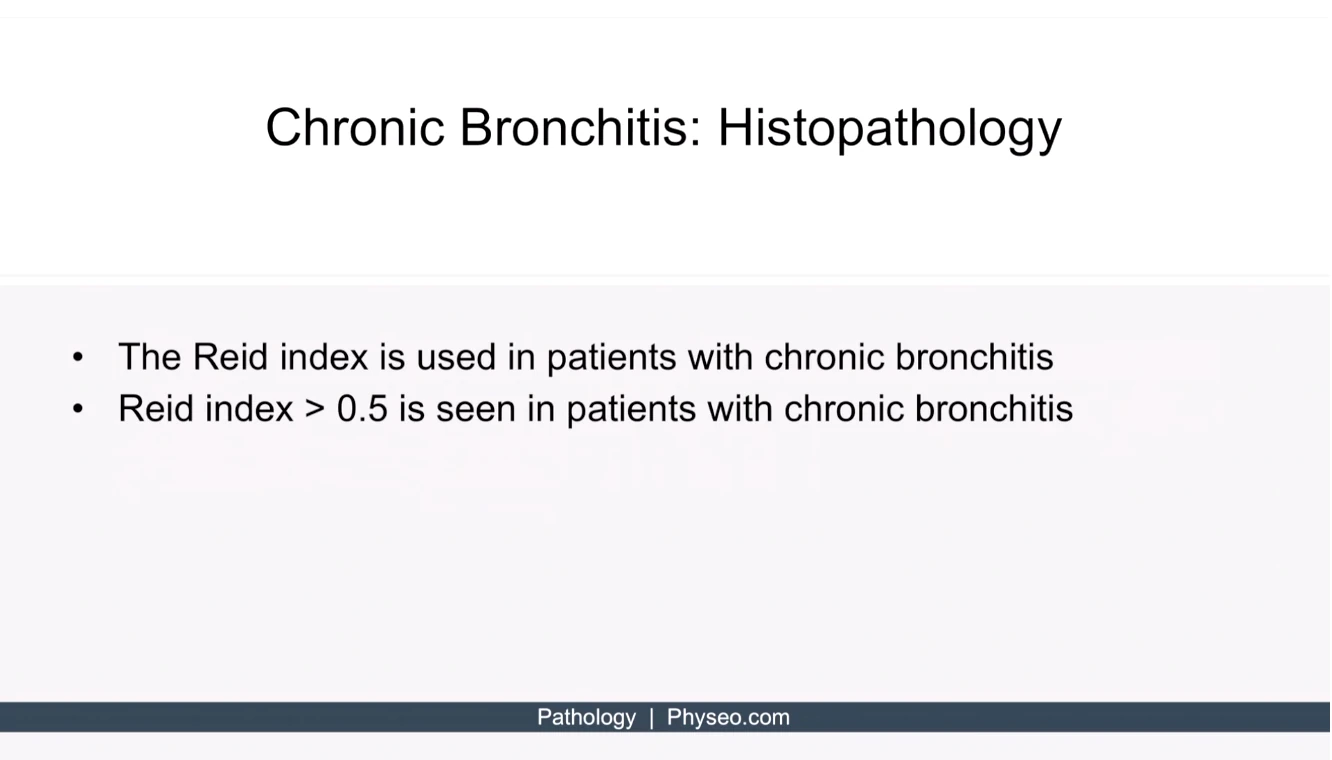 Chronic Bronchitis: Histopathology
• The Reid index is used in patients with chronic bronchitis
• Reid index > 0.5 is seen in patients with chronic bronchitis
Pathology | Physeo.com